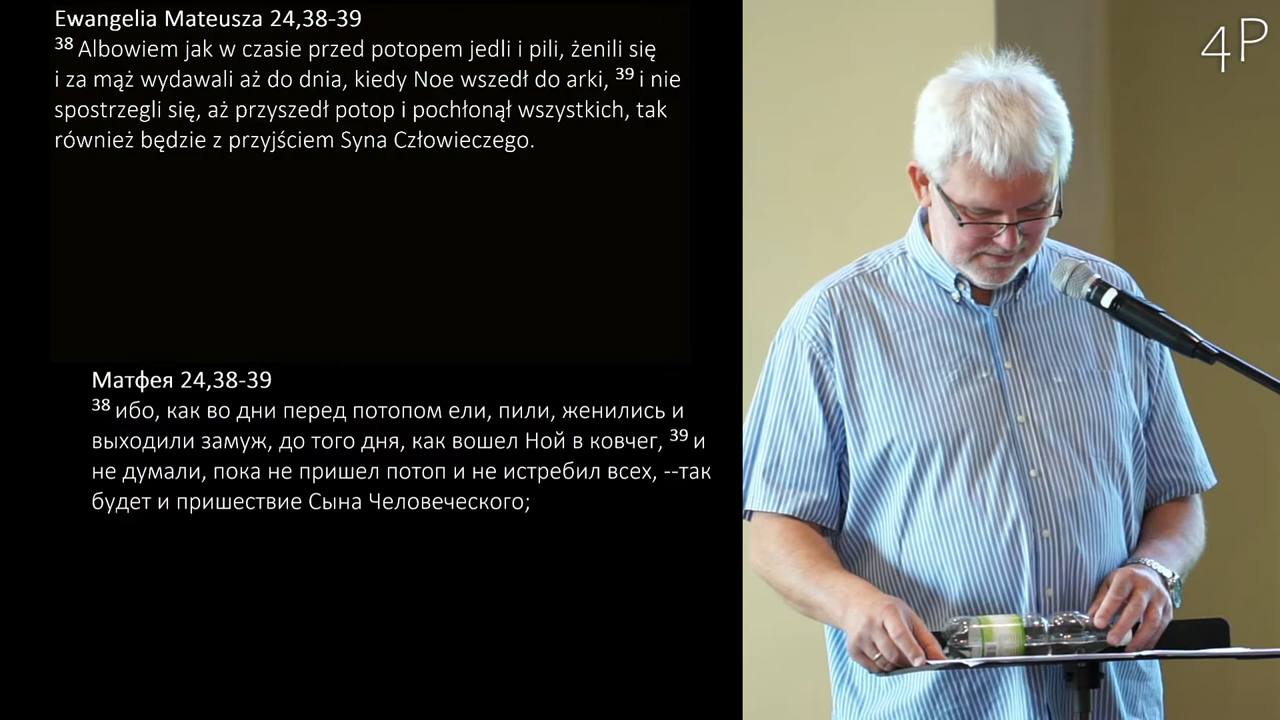 Ewangelia Mateusza 24,38-39
38 Albowiem jak w czasie przed potopem jedli i pili, żenili się
i za mąż wydawali aż do dnia, kiedy Noe wszedł do arki, 39 i nie
spostrzegli się, aż przyszedł potop i pochłonął wszystkich, tak
również będzie z przyjściem Syna Człowieczego.
Матфея 24,38-39
38 ибо, как во дни перед потопом ели, пили, женились и
выходили замуж, до того дня, как вошел Ной в ковчег, 39 и
не думали, пока не пришел потоп и не истребил всех, --так
будет и пришествие Сына Человеческого;
4P